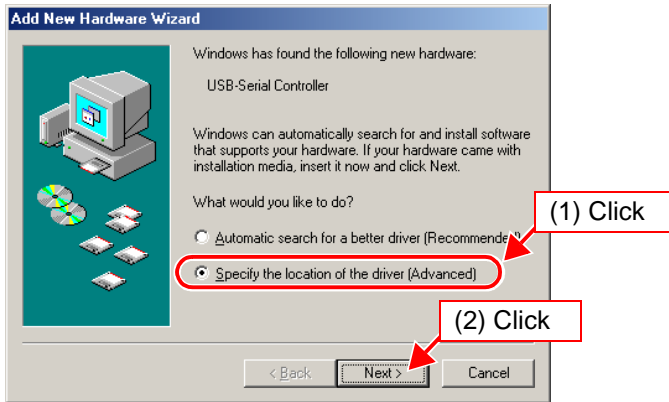 Add New Hardware Wizard
Windows has found the following new hardware:
USB-Serial Controller
Windows can automatically search for and install software
that supports your hardware. If your hardware came with
installation media, insert it now and click Next.
What would you like to do?
(1) Click
Automatic search for a better driver (Recommended)
Specify the location of the driver (Advanced)
(2) Click
< Back
Next >
Cancel